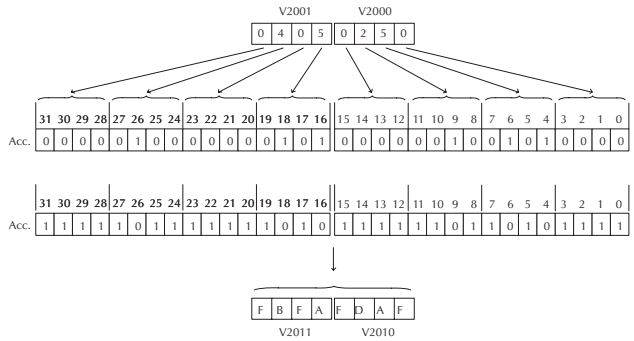 V2001 V2000
0 4 0 5 0 2 5 0
31 30 29 28 27 26 25 24 23 22 21 20 19 18 17 16 15 14 13 12 11 10 9 8 7 6 5 4 3 2 1 0
Acc. 0 0 0 0 0 1 0 0 0 0 0 0 0 1 0 1 0 0 0 0 0 0 1 0 0 1 0 1 0 0 0 0
31 30 29 28 27 26 25 24 23 22 21 20 19 18 17 16 15 14 13 12 11 10 9 8 7 6 5 4 3 2 1 0
Acc. 1 1 1 1 1 0 1 1 1 1 1 1 1 0 1 0 1 1 1 1 1 1 0 1 1 0 1 0 1 1 1 1
F B F A F D A F
V2011 V2010